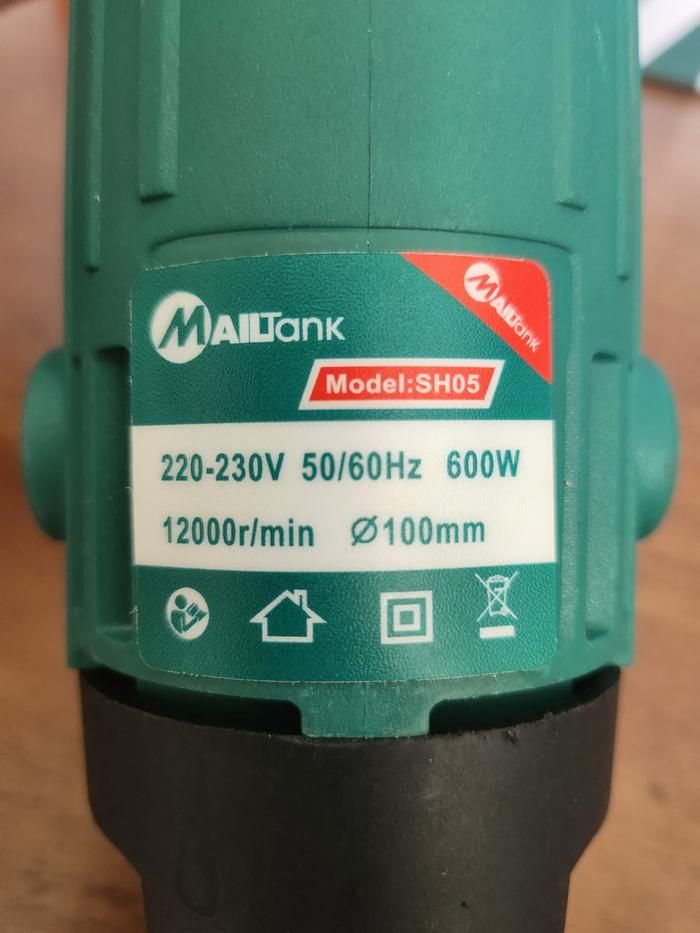 MAILTank
MAILTank
Model:SH05
220-230V 50/60Hz 600W
12000r/min Ø100mm